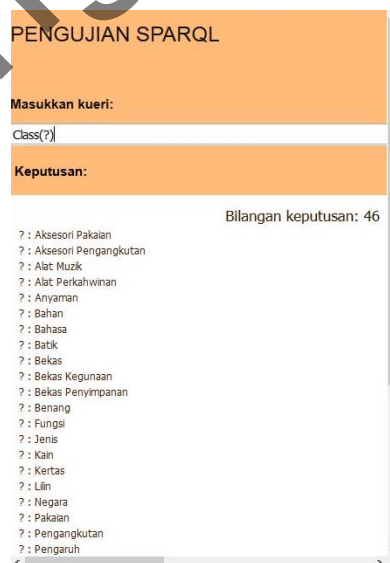 PENGUJIAN SPARQL
Masukkan kueri:
Class(?)
Keputusan:
Bilangan keputusan: 46
? : Aksesori Pakaian
? : Aksesori Pengangkutan
? : Alat Muzik
? : Alat Perkahwinan
? : Anyaman
? : Bahan
? : Bahasa
? : Batik
? : Bekas
? : Bekas Kegunaan
? : Bekas Penyimpanan
? : Benang
? : Fungsi
? : Jenis
? : Kain
? : Kertas
? : Lilin
? : Negara
? : Pakaian
? : Pengangkutan
? : Pengaruh